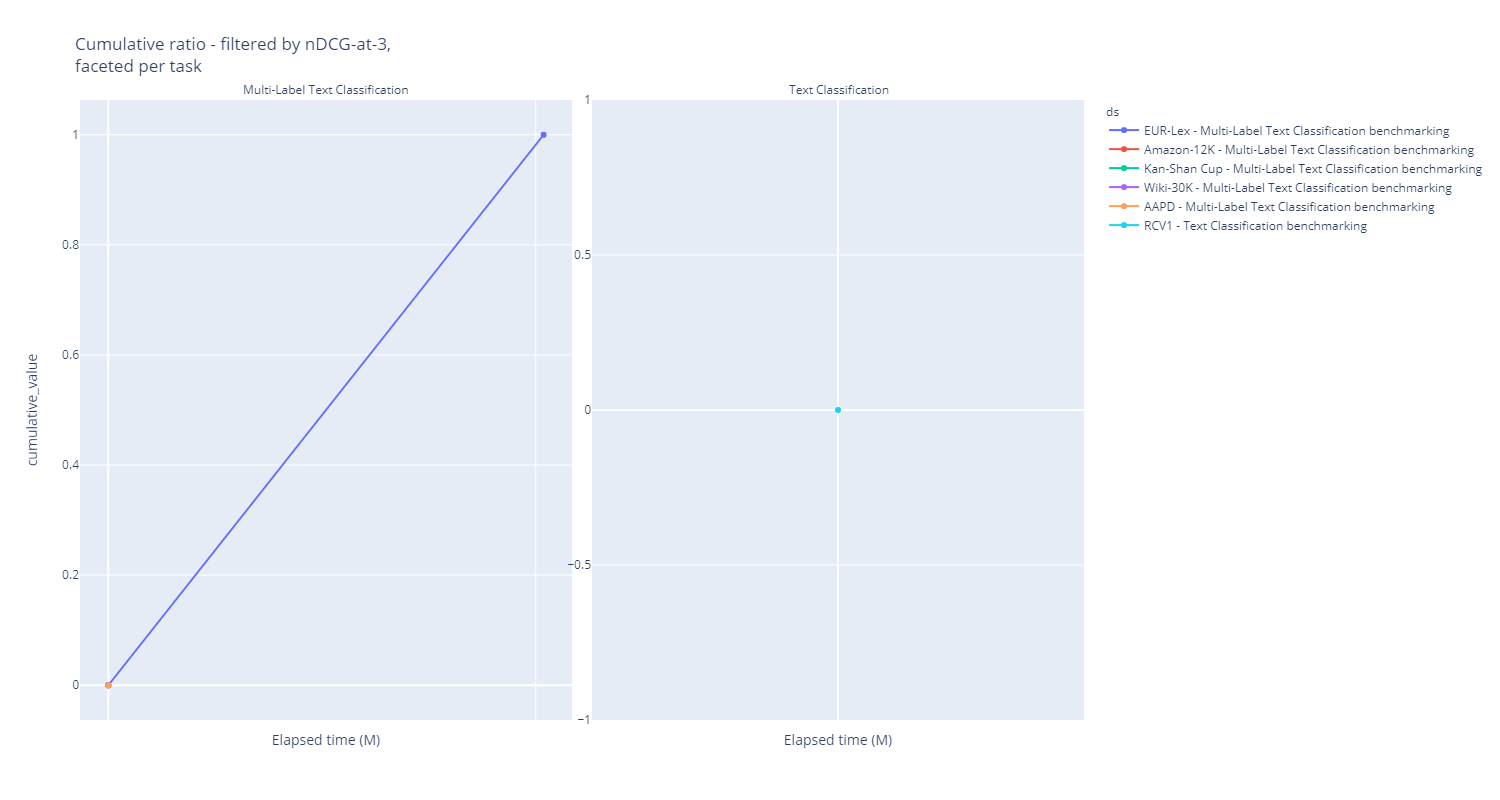 Cumulative ratio - filtered by nDCG-at-3,
faceted per task
Multi-Label Text Classification
Text Classification
cumulative_value
1
0.8
0.6
0.4
0.2
0
1
0.5
0
−0.5
−1
Elapsed time (M)
Elapsed time (M)
ds
EUR-Lex - Multi-Label Text Classification benchmarking
Amazon-12K - Multi-Label Text Classification benchmarking
Kan-Shan Cup - Multi-Label Text Classification benchmarking
Wiki-30K - Multi-Label Text Classification benchmarking
AAPD - Multi-Label Text Classification benchmarking
RCV1 - Text Classification benchmarking